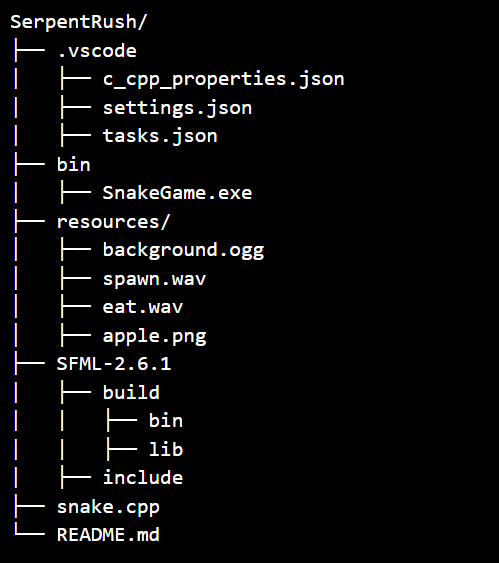 SerpentRush/
├── .vscode
│   ├── c_cpp_properties.json
│   ├── settings.json
│   ├── tasks.json
├── bin
│   ├── SnakeGame.exe
├── resources/
│   ├── background.ogg
│   ├── spawn.wav
│   ├── eat.wav
│   ├── apple.png
├── SFML-2.6.1
│   ├── build
│   │   ├── bin
│   │   ├── lib
│   ├── include
├── snake.cpp
└── README.md